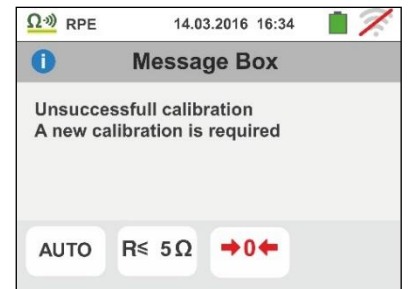 Ω RPE 14.03.2016 16:34
i Message Box
Unsuccessfull calibration
A new calibration is required
AUTO R≤ 5Ω →0←